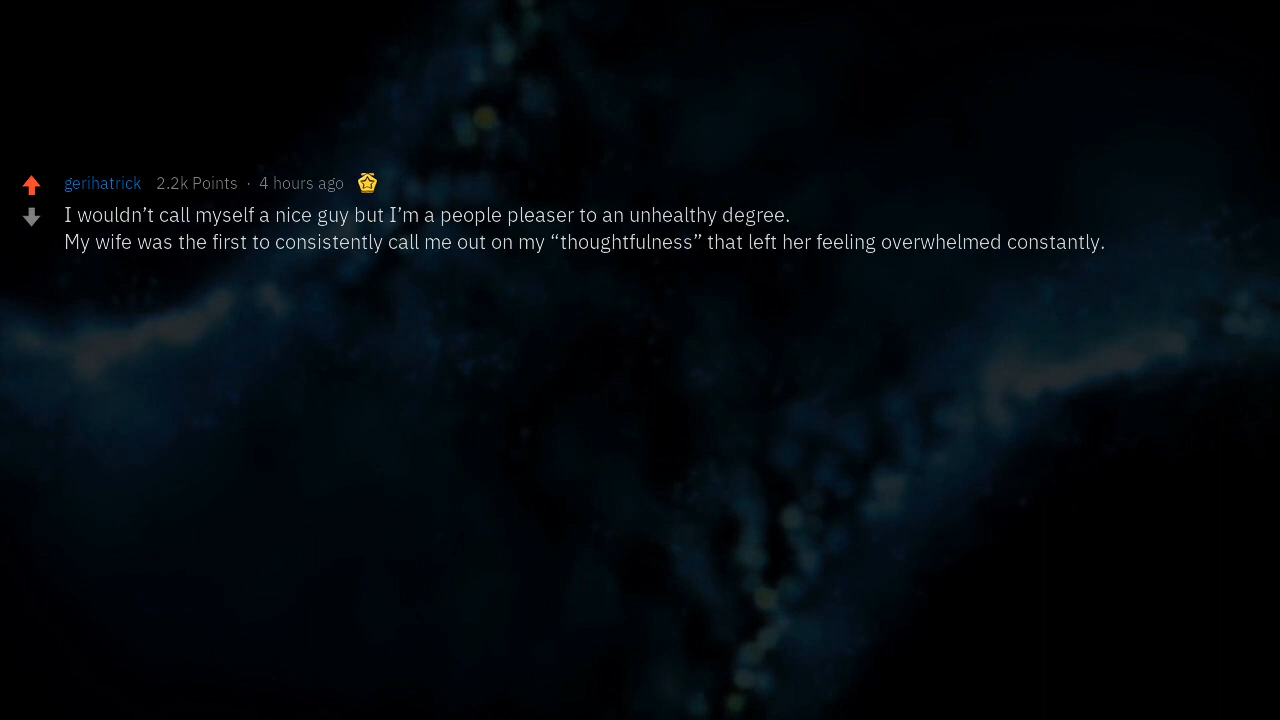 gerihatrick 2.2k Points · 4 hours ago
I wouldn’t call myself a nice guy but I’m a people pleaser to an unhealthy degree.
My wife was the first to consistently call me out on my “thoughtfulness” that left her feeling overwhelmed constantly.